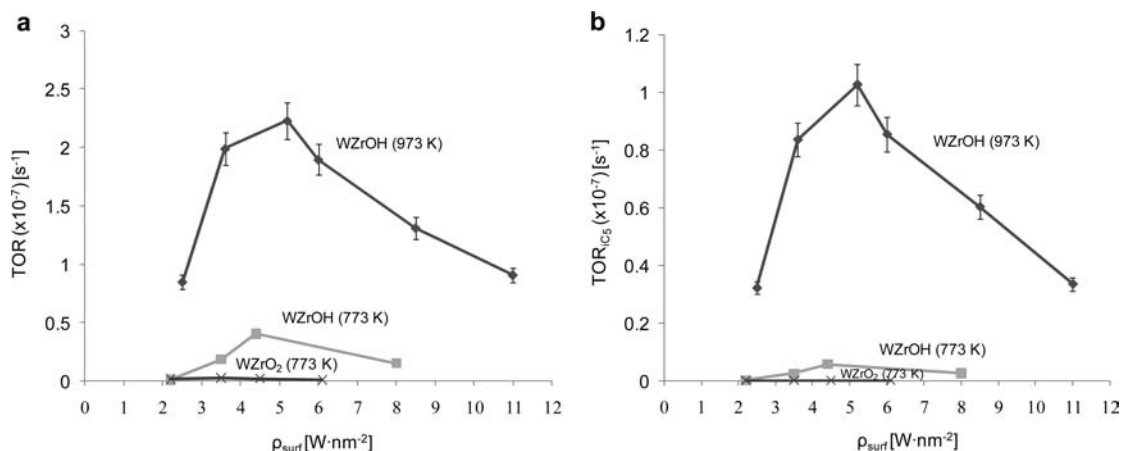 a
TOR (x10⁻⁷) [s⁻¹]
3
2.5
2
1.5
1
0.5
0
WZrOH (973 K)
WZrOH (773 K)
WZrO₂ (773 K)
0 1 2 3 4 5 6 7 8 9 10 11 12
ρsurf [W·nm⁻²]
b
TOR_iC5 (x10⁻⁷) [s⁻¹]
1.2
1
0.8
0.6
0.4
0.2
0
WZrOH (973 K)
WZrOH (773 K)
WZrO₂ (773 K)
0 1 2 3 4 5 6 7 8 9 10 11 12
ρsurf [W·nm⁻²]